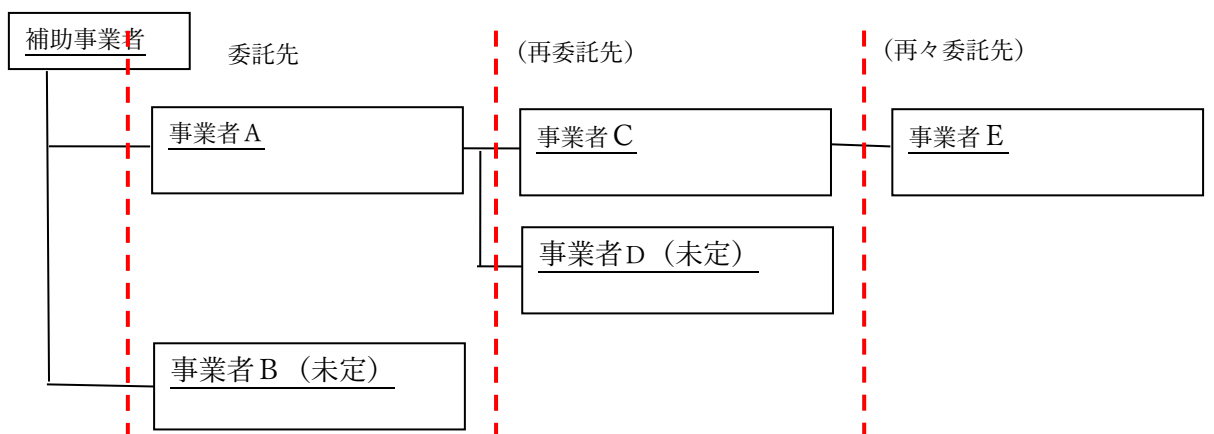 補助事業者
委託先
（再委託先）
（再々委託先）
事業者A
事業者C
事業者E
事業者D（未定）
事業者B（未定）